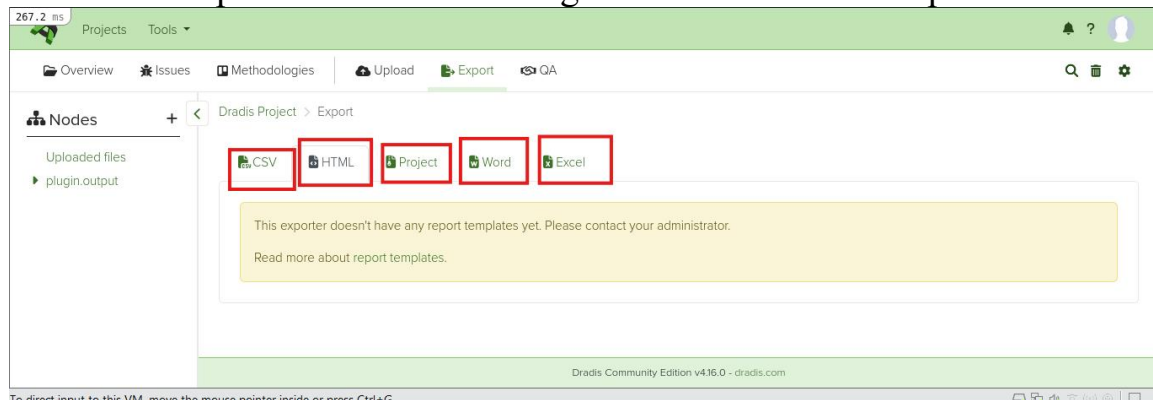 267.2 ms
Projects Tools
?
Overview Issues Methodologies Upload Export QA
Nodes +
Dradis Project > Export
Uploaded files
plugin.output
CSV HTML Project Word Excel
This exporter doesn't have any report templates yet. Please contact your administrator.
Read more about report templates.
Dradis Community Edition v4.16.0 - dradis.com
To direct input to this VM, move the mouse pointer inside or press Ctrl+G.